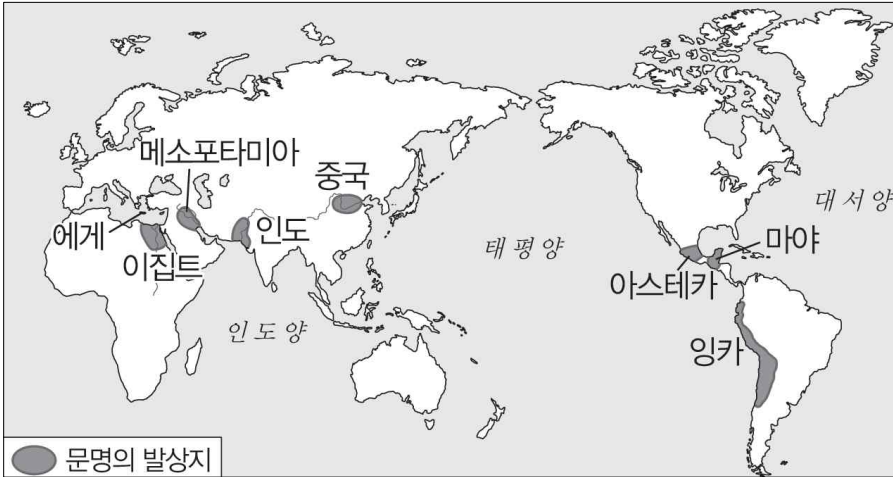 메소포타미아
중국
대서양
에게
인도
태평양
마야
이집트
아스테카
인도양
잉카
문명의 발상지